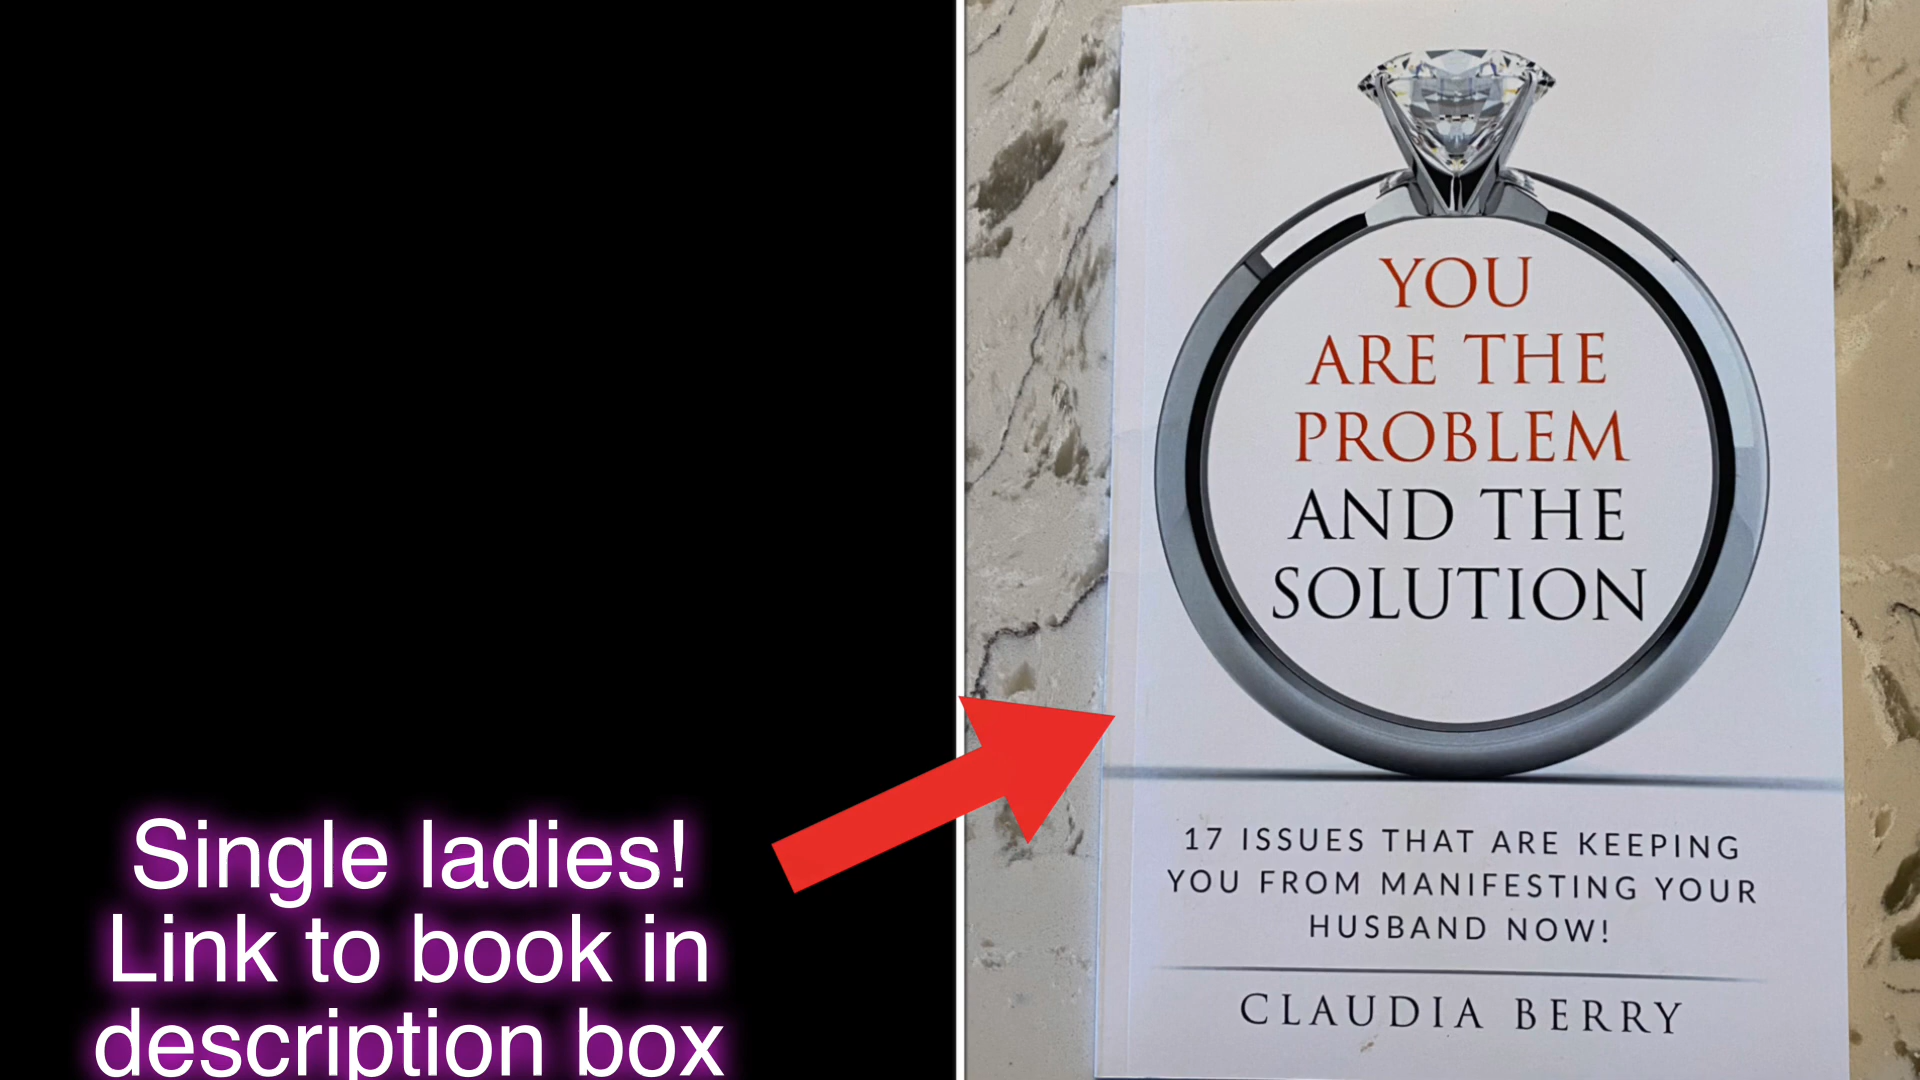 Single ladies!
Link to book in
description box
YOU
ARE THE
PROBLEM
AND THE
SOLUTION
17 ISSUES THAT ARE KEEPING
YOU FROM MANIFESTING YOUR
HUSBAND NOW!
CLAUDIA BERRY